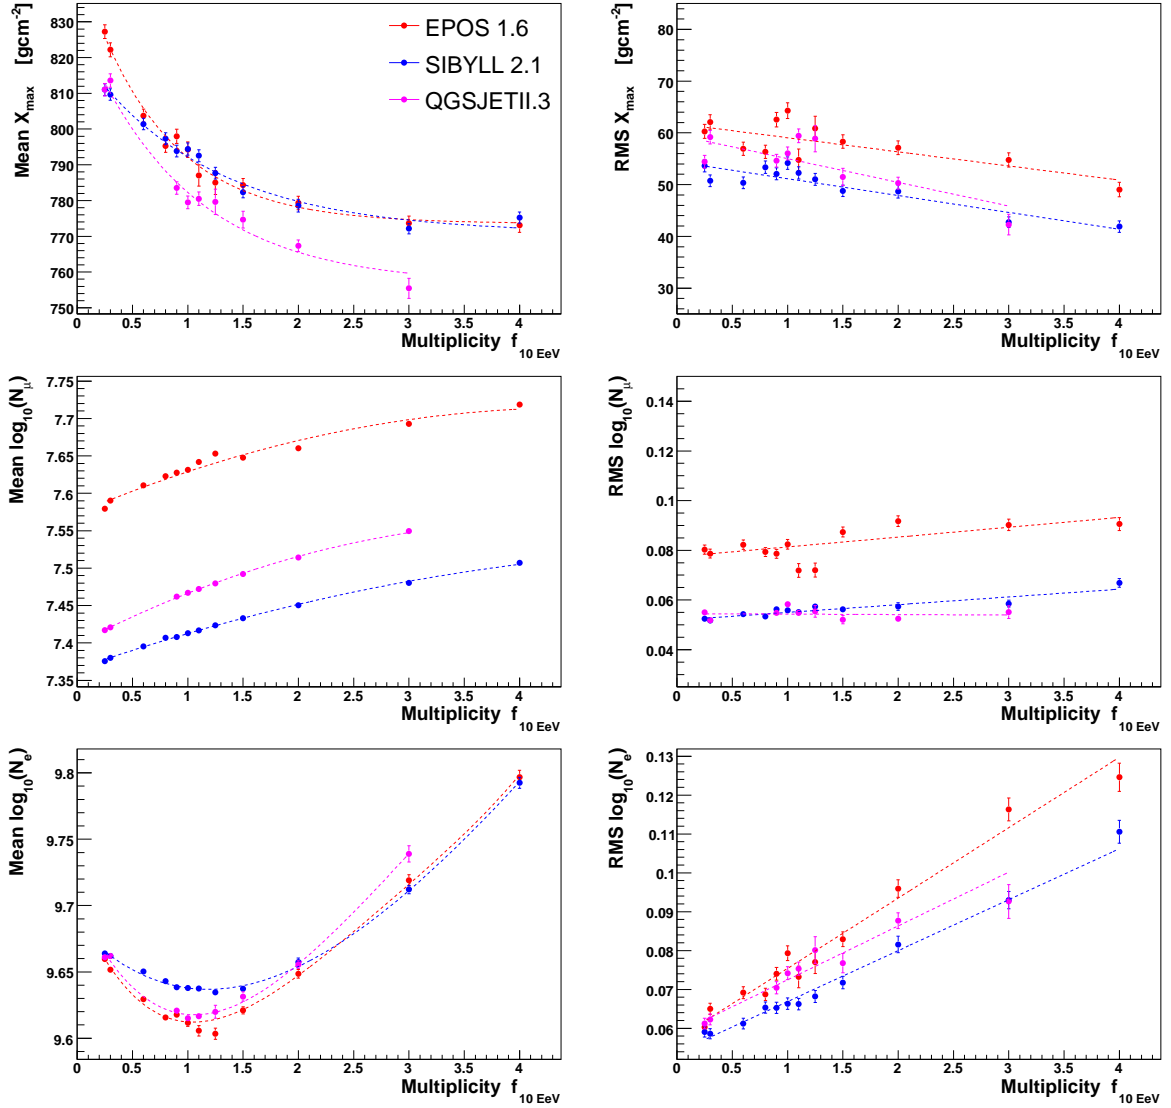 Mean X_max [gcm^-2]
830
820
810
800
790
780
770
760
750
EPOS 1.6
SIBYLL 2.1
QGSJETII.3
0 0.5 1 1.5 2 2.5 3 3.5 4
Multiplicity f_10 EeV
RMS X_max [gcm^-2]
80
70
60
50
40
30
0 0.5 1 1.5 2 2.5 3 3.5 4
Multiplicity f_10 EeV
Mean log_10(N_μ)
7.75
7.7
7.65
7.6
7.55
7.5
7.45
7.4
7.35
0 0.5 1 1.5 2 2.5 3 3.5 4
Multiplicity f_10 EeV
RMS log_10(N_μ)
0.14
0.12
0.1
0.08
0.06
0.04
0 0.5 1 1.5 2 2.5 3 3.5 4
Multiplicity f_10 EeV
Mean log_10(N_e)
9.8
9.75
9.7
9.65
9.6
0 0.5 1 1.5 2 2.5 3 3.5 4
Multiplicity f_10 EeV
RMS log_10(N_e)
0.13
0.12
0.11
0.1
0.09
0.08
0.07
0.06
0 0.5 1 1.5 2 2.5 3 3.5 4
Multiplicity f_10 EeV